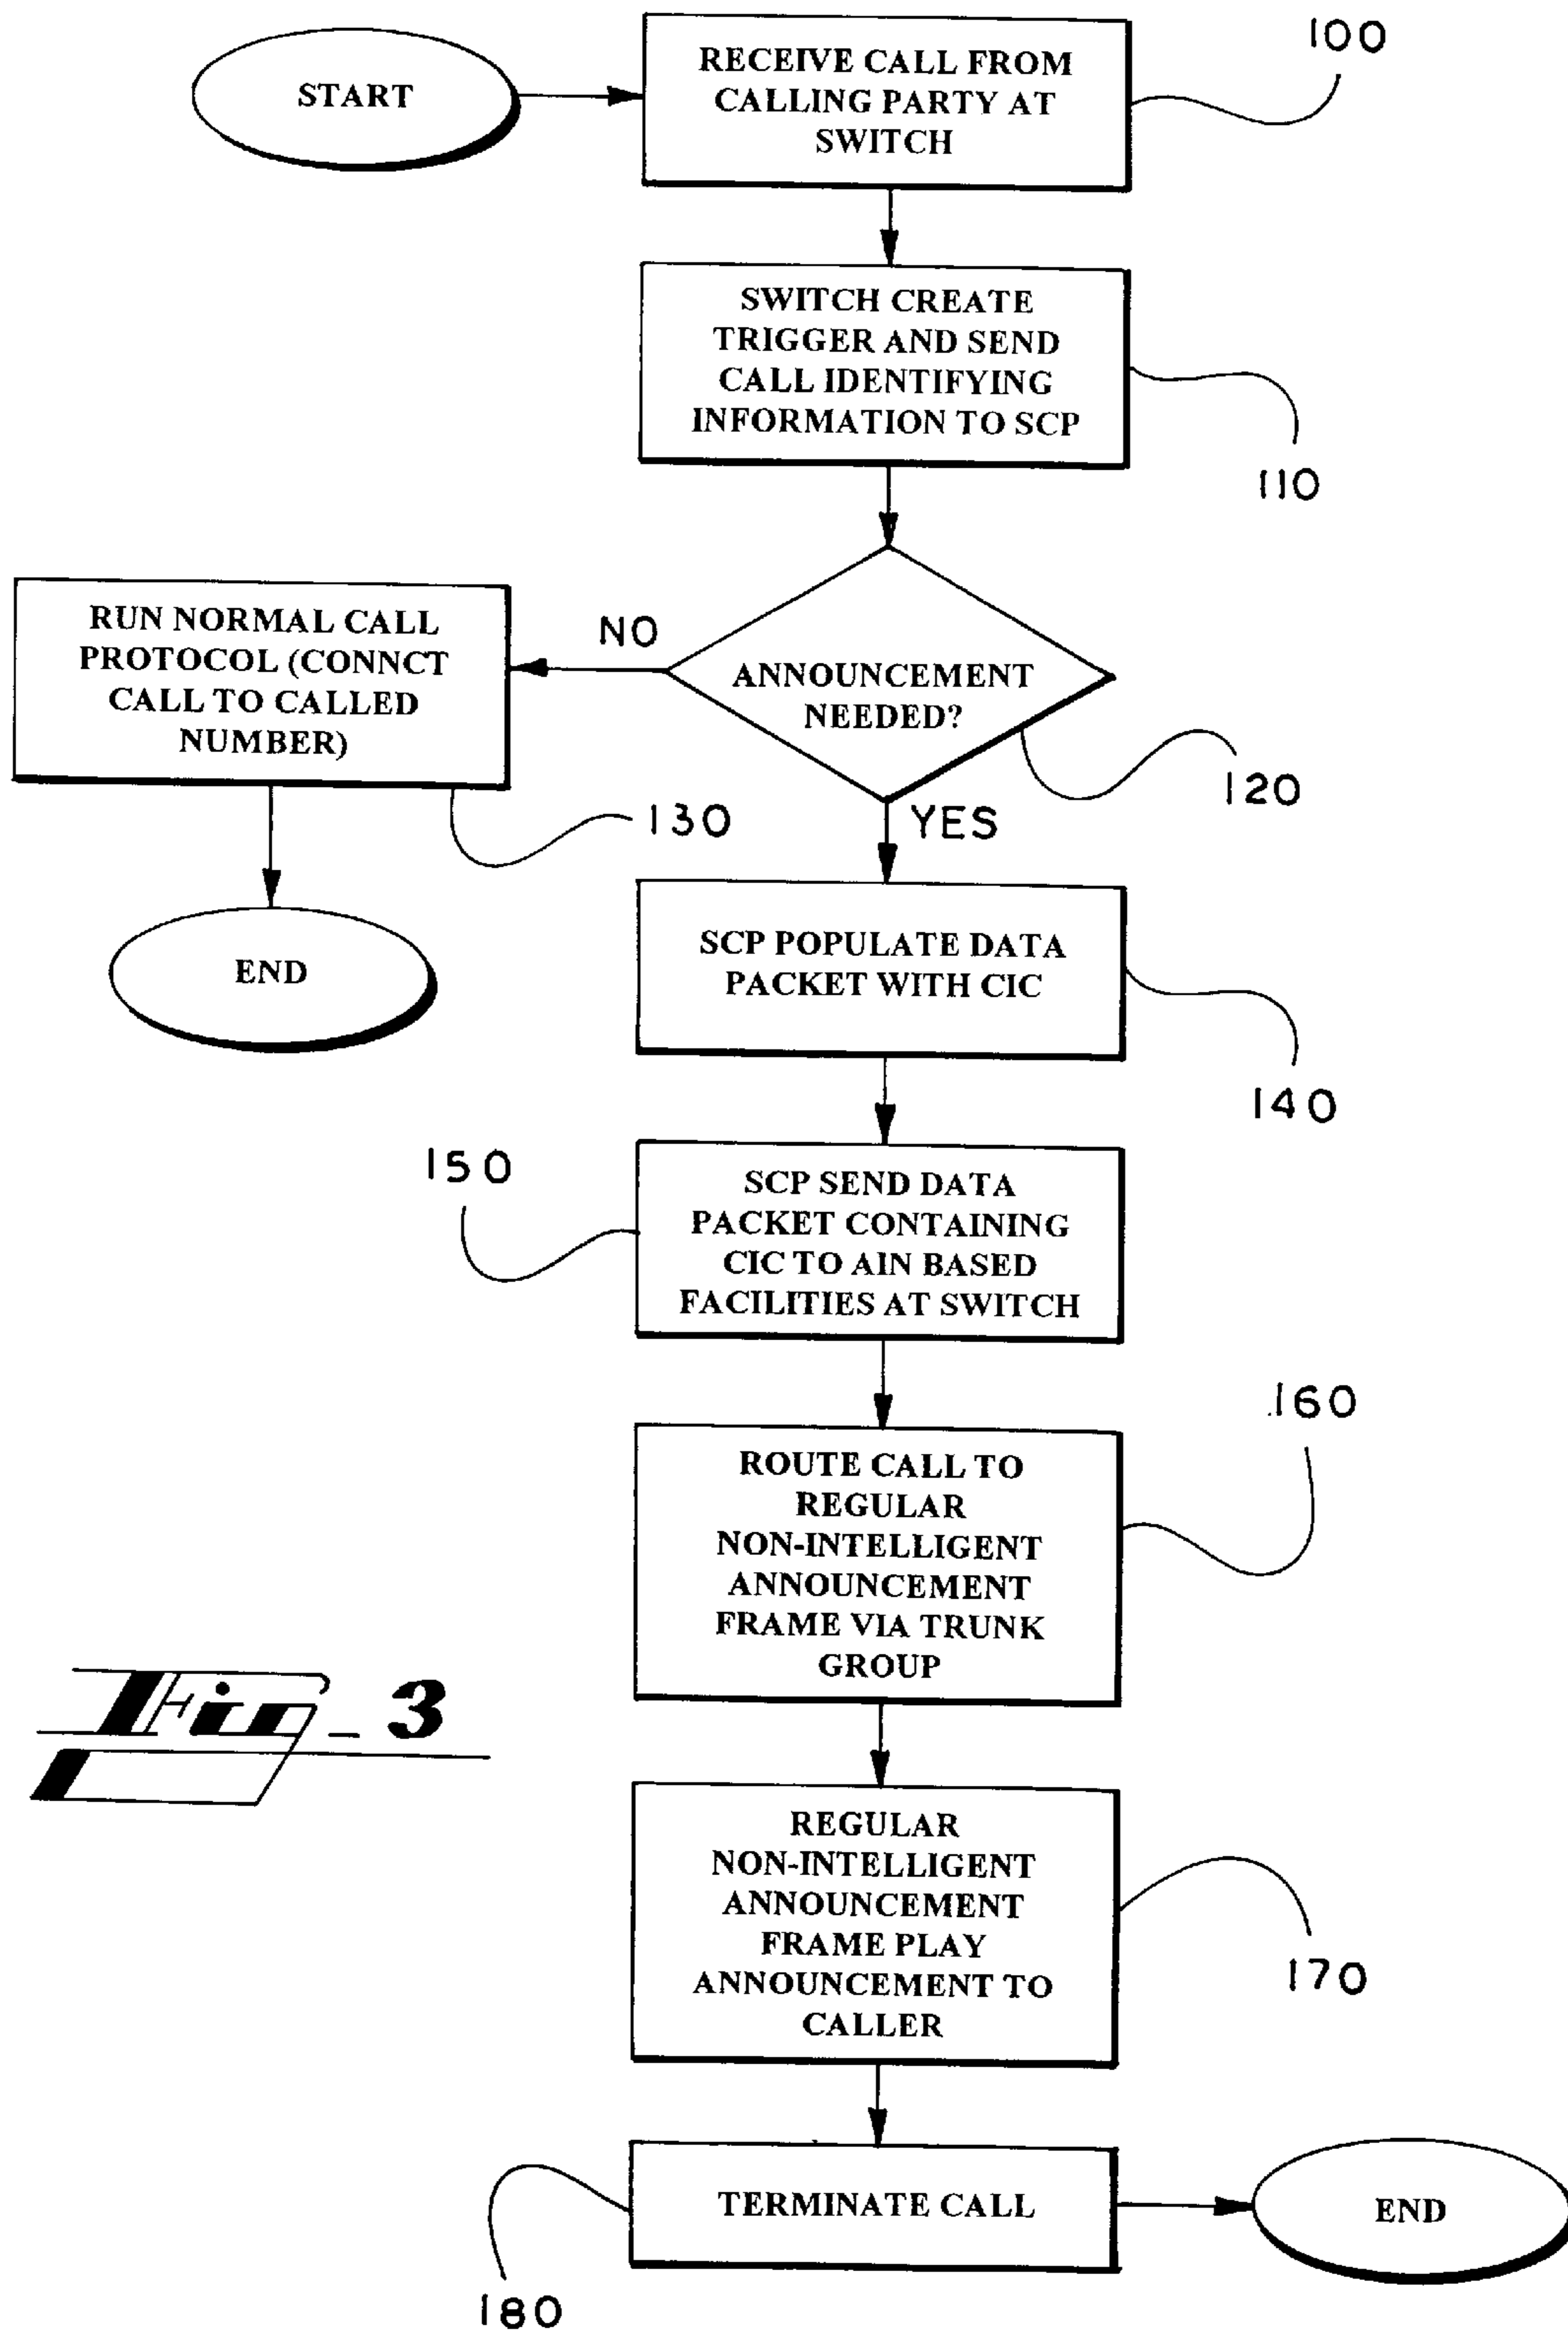 START
RECEIVE CALL FROM
CALLING PARTY AT
SWITCH
100
SWITCH CREATE
TRIGGER AND SEND
CALL IDENTIFYING
INFORMATION TO SCP
110
ANNOUNCEMENT
NEEDED?
120
NO
RUN NORMAL CALL
PROTOCOL (CONNCT
CALL TO CALLED
NUMBER)
130
END
YES
SCP POPULATE DATA
PACKET WITH CIC
140
150
SCP SEND DATA
PACKET CONTAINING
CIC TO AIN BASED
FACILITIES AT SWITCH
160
ROUTE CALL TO
REGULAR
NON-INTELLIGENT
ANNOUNCEMENT
FRAME VIA TRUNK
GROUP
Fig_3
REGULAR
NON-INTELLIGENT
ANNOUNCEMENT
FRAME PLAY
ANNOUNCEMENT TO
CALLER
170
TERMINATE CALL
180
END